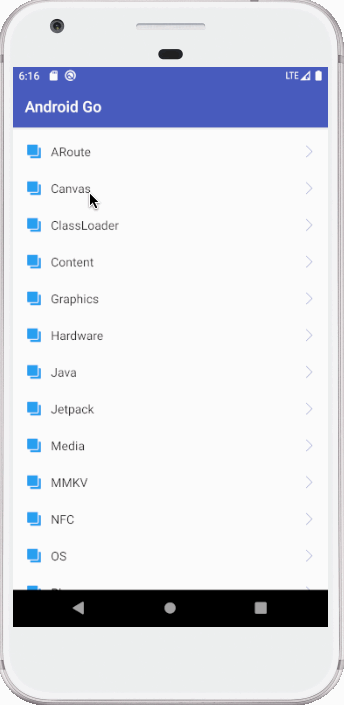 6:16 LTE
Android Go
ARoute
Canvas
ClassLoader
Content
Graphics
Hardware
Java
Jetpack
Media
MMKV
NFC
OS